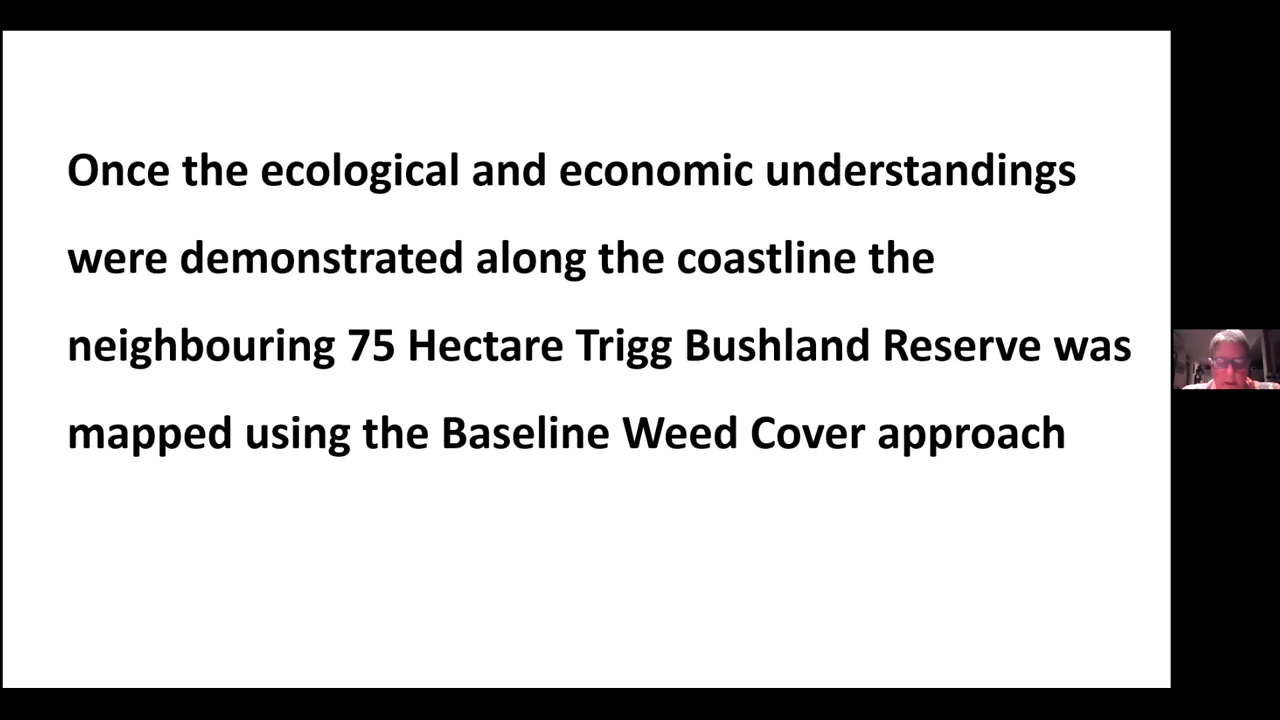 Once the ecological and economic understandings
were demonstrated along the coastline the
neighbouring 75 Hectare Trigg Bushland Reserve was
mapped using the Baseline Weed Cover approach